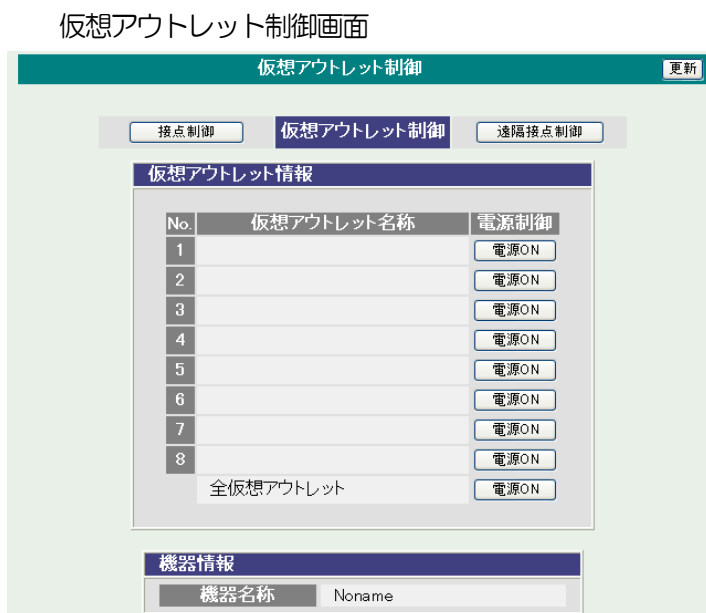 仮想アウトレット制御画面
仮想アウトレット制御 更新
接点制御 仮想アウトレット制御 遠隔接点制御
仮想アウトレット情報
No. 仮想アウトレット名称 電源制御
1 電源ON
2 電源ON
3 電源ON
4 電源ON
5 電源ON
6 電源ON
7 電源ON
8 電源ON
全仮想アウトレット 電源ON
機器情報
機器名称 Noname